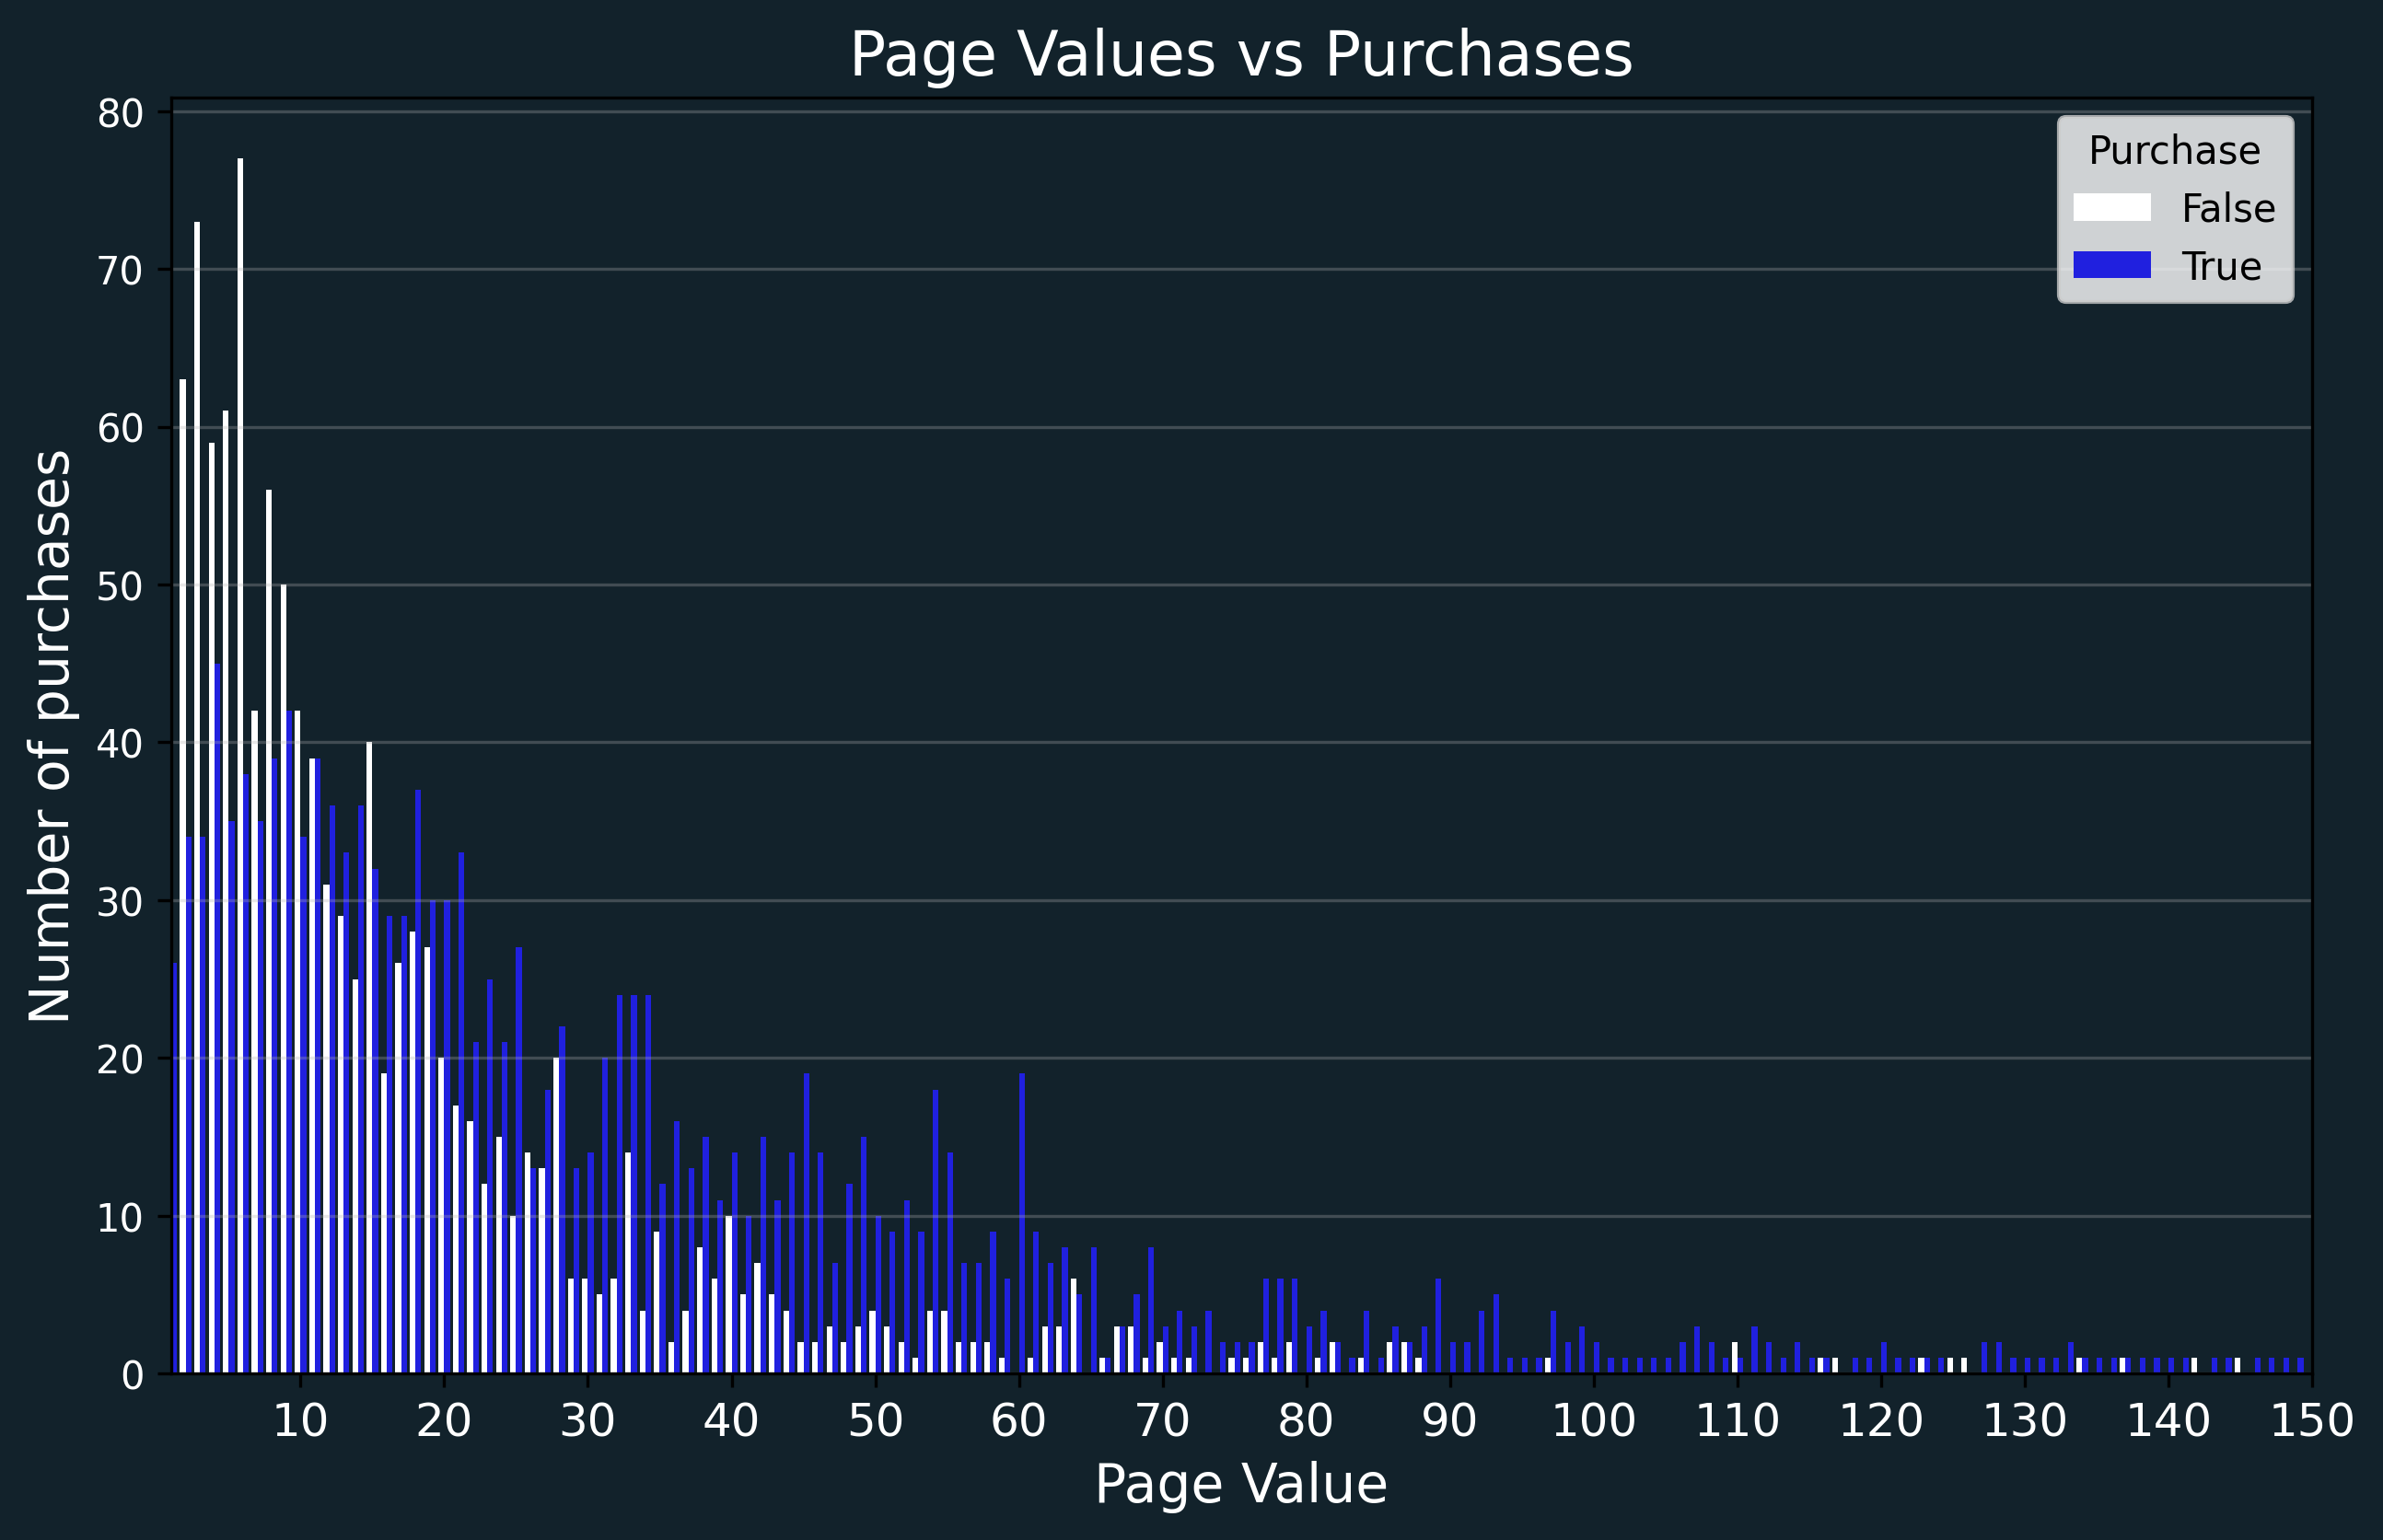 Page Values vs Purchases
Purchase
False
True
Number of purchases
80
70
60
50
40
30
20
10
0
10 20 30 40 50 60 70 80 90 100 110 120 130 140 150
Page Value